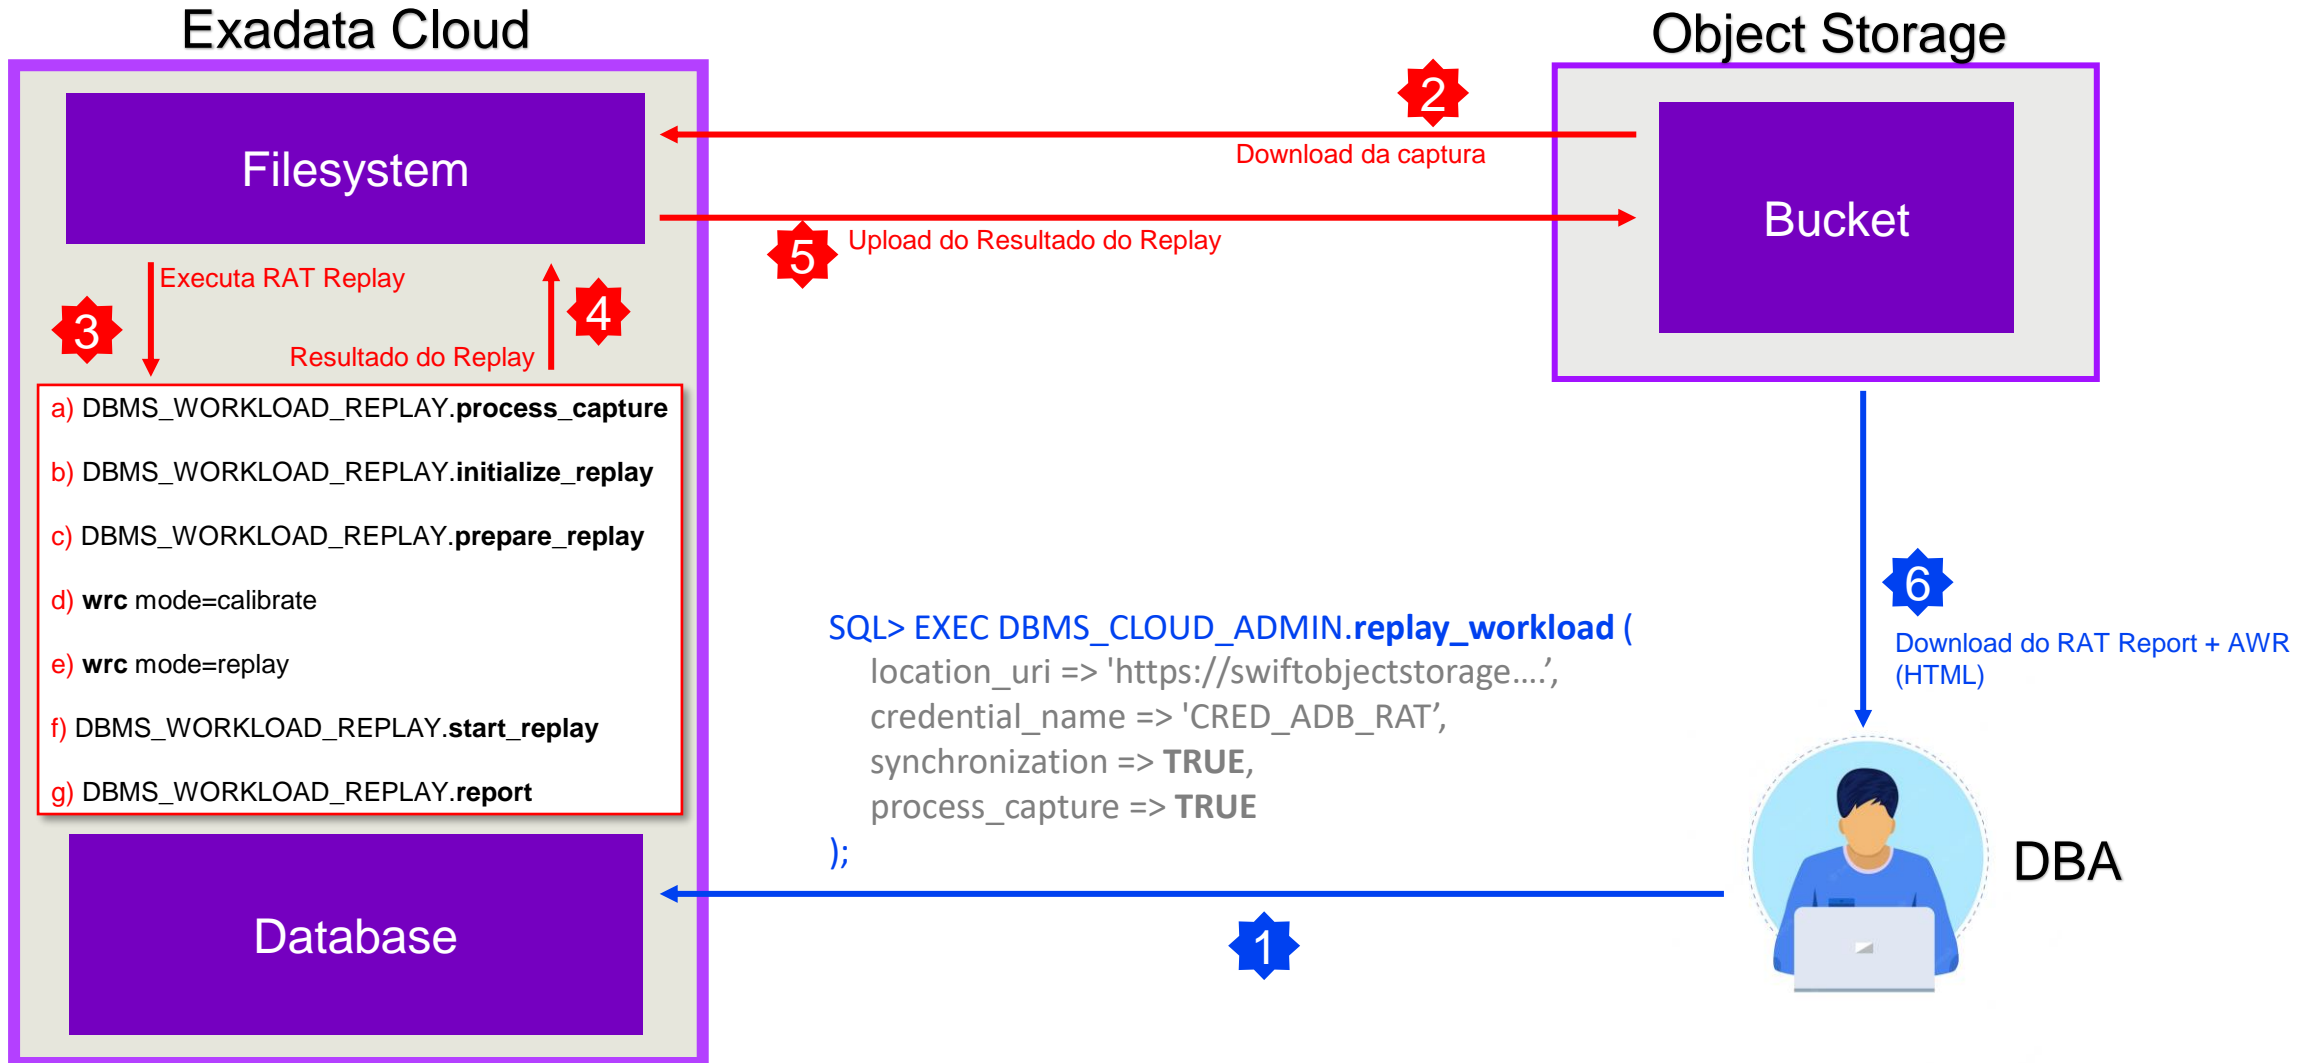 Exadata Cloud
Object Storage
Filesystem
2
Download da captura
Bucket
5
Upload do Resultado do Replay
Executa RAT Replay
3
4
Resultado do Replay
a) DBMS_WORKLOAD_REPLAY.process_capture
b) DBMS_WORKLOAD_REPLAY.initialize_replay
c) DBMS_WORKLOAD_REPLAY.prepare_replay
d) wrc mode=calibrate
e) wrc mode=replay
f) DBMS_WORKLOAD_REPLAY.start_replay
g) DBMS_WORKLOAD_REPLAY.report
Database
SQL> EXEC DBMS_CLOUD_ADMIN.replay_workload (
location_uri => 'https://swiftobjectstorage....’,
credential_name => 'CRED_ADB_RAT’,
synchronization => TRUE,
process_capture => TRUE
);
1
6
Download do RAT Report + AWR
(HTML)
DBA